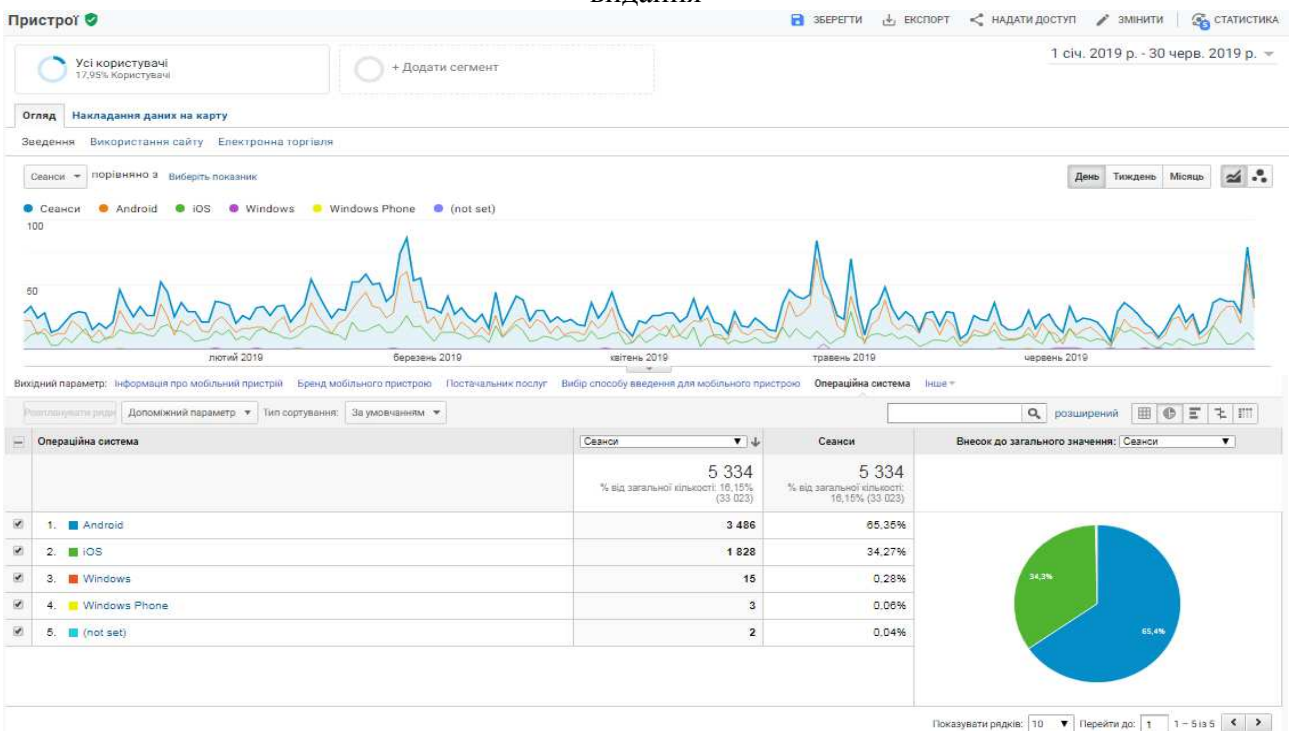 видання
Пристрої
ЗБЕРЕГТИ ЕКСПОРТ НАДАТИ ДОСТУП ЗМІНИТИ СТАТИСТИКА
Усі користувачі
17,95% Користувачі
+ Додати сегмент
1 січ. 2019 р. - 30 черв. 2019 р.
Огляд Накладання даних на карту
Зведення Використання сайту Електронна торгівля
Сеанси порівняно з Виберіть показник
День Тиждень Місяць
Сеанси Android iOS Windows Windows Phone (not set)
100
50
лютий 2019 березень 2019 квітень 2019 травень 2019 червень 2019
Вихідний параметр: Інформація про мобільний пристрій Бренд мобільного пристрою Постачальник послуг Вибір способу введення для мобільного пристрою Операційна система Інше
Допоміжний параметр Тип сортування: За умовчанням розширений
Операційна система Сеанси Сеанси Внесок до загального значення: Сеанси
5 334 5 334
% від загальної кількості: 16,15% (33 023) % від загальної кількості: 16,15% (33 023)
1. Android 3 486 65,35%
2. iOS 1 828 34,27%
3. Windows 15 0,28%
4. Windows Phone 3 0,06%
5. (not set) 2 0,04%
34,3%
65,4%
Показувати рядків: 10 Перейти до: 1 1 – 5 із 5